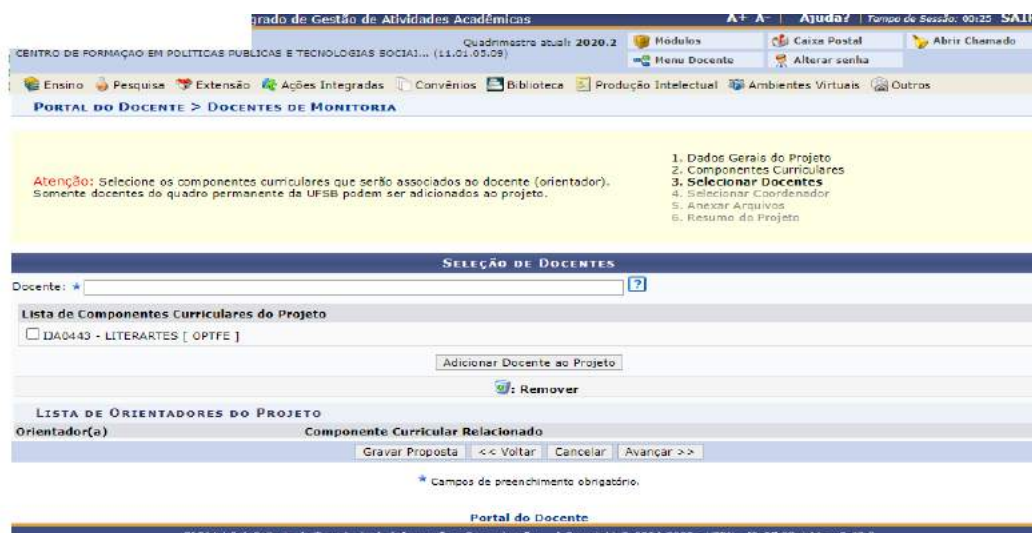 grado de Gestão de Atividades Acadêmicas A+ A- | Ajuda? | Tempo de Sessão: 00:25 SAIR
Quadrimestre atual: 2020.2 Módulos Caixa Postal Abrir Chamado
CENTRO DE FORMAÇAO EM POLITICAS PUBLICAS E TECNOLOGIAS SOCIAI... (11.01.05.09)
Menu Docente Alterar senha
Ensino Pesquisa Extensão Ações Integradas Convênios Biblioteca Produção Intelectual Ambientes Virtuais Outros
PORTAL DO DOCENTE > DOCENTES DE MONITORIA
1. Dados Gerais do Projeto
2. Componentes Curriculares
3. Selecionar Docentes
4. Selecionar Coordenador
5. Anexar Arquivos
6. Resumo do Projeto
Atenção: Selecione os componentes curriculares que serão associados ao docente (orientador).
Somente docentes do quadro permanente da UFSB podem ser adicionados ao projeto.
SELEÇÃO DE DOCENTES
Docente: ★ ?
Lista de Componentes Curriculares do Projeto
IJA0443 - LITERARTES [ OPTFE ]
Adicionar Docente ao Projeto
: Remover
LISTA DE ORIENTADORES DO PROJETO
Orientador(a) Componente Curricular Relacionado
Gravar Proposta << Voltar Cancelar Avançar >>
★ Campos de preenchimento obrigatório.
Portal do Docente